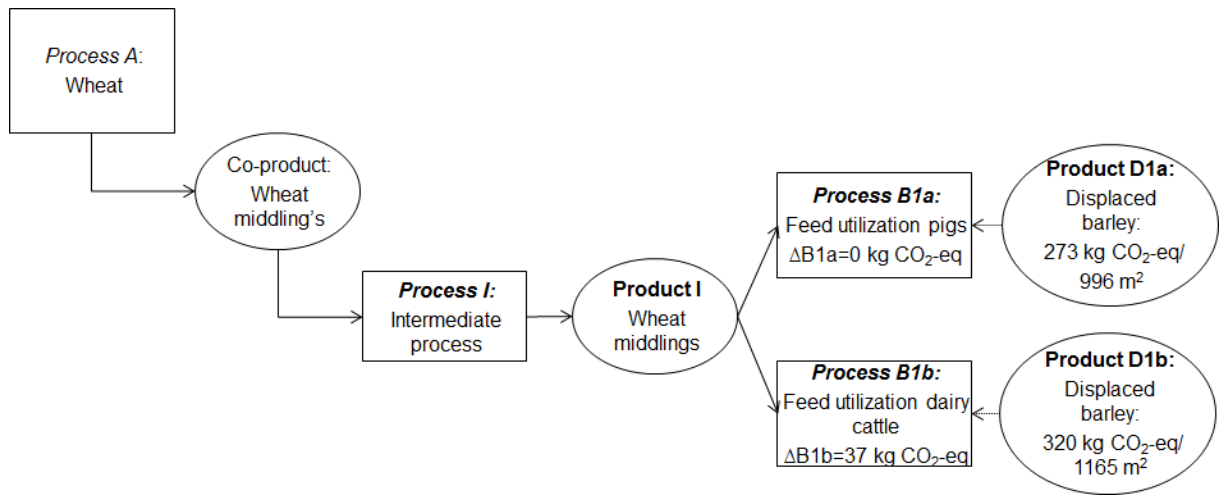 Process A:
Wheat
Co-product:
Wheat
middling’s
Process I:
Intermediate
process
Product I
Wheat
middlings
Process B1a:
Feed utilization pigs
ΔB1a=0 kg CO₂-eq
Product D1a:
Displaced
barley:
273 kg CO₂-eq/
996 m²
Process B1b:
Feed utilization dairy
cattle
ΔB1b=37 kg CO₂-eq
Product D1b:
Displaced
barley:
320 kg CO₂-eq/
1165 m²